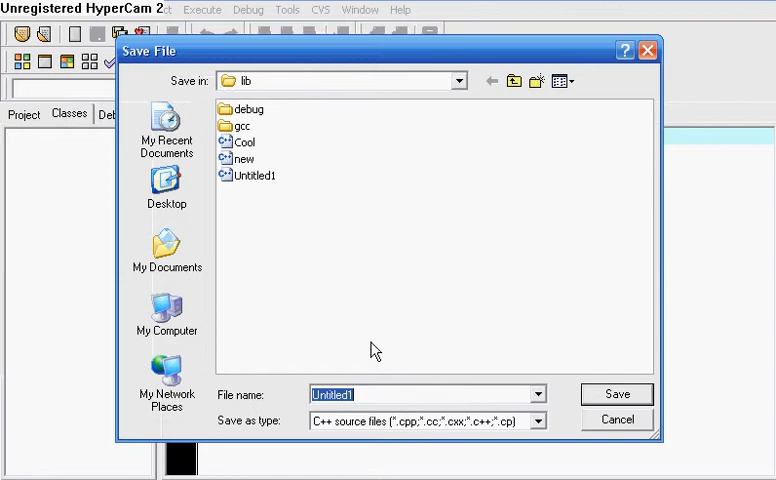 Unregistered HyperCam 2
Execute Debug Tools CVS Window Help
Save File
Save in: lib
Project Classes
debug
gcc
Cool
new
Untitled1
My Recent
Documents
Desktop
My Documents
My Computer
My Network
Places
File name: Untitled1 Save
Save as type: C++ source files (*.cpp;*.cc;*.cxx;*.c++;*.cp) Cancel